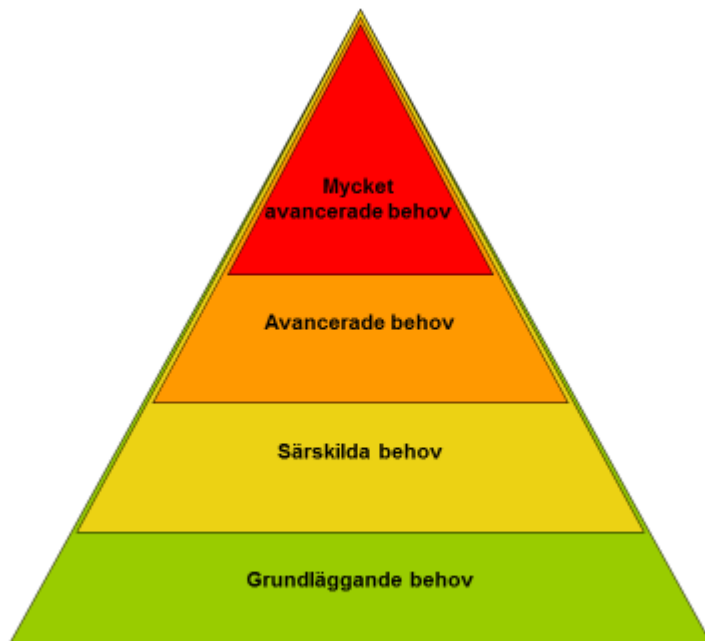 Mycket
avancerade behov
Avancerade behov
Särskilda behov
Grundläggande behov